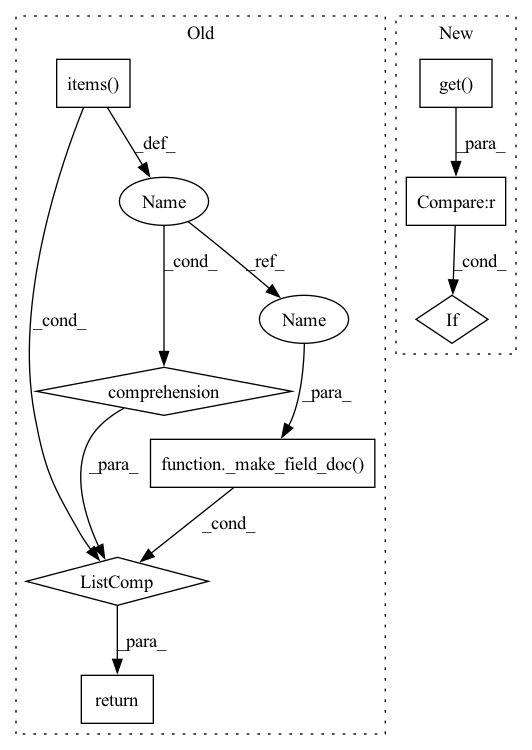 Old
New
items()
get()
_def_
_para_
Name
Compare:r
_cond_
_ref_
_cond_
_cond_
Name
If
comprehension
_para_
_para_
function._make_field_doc()
_cond_
ListComp
_para_
return